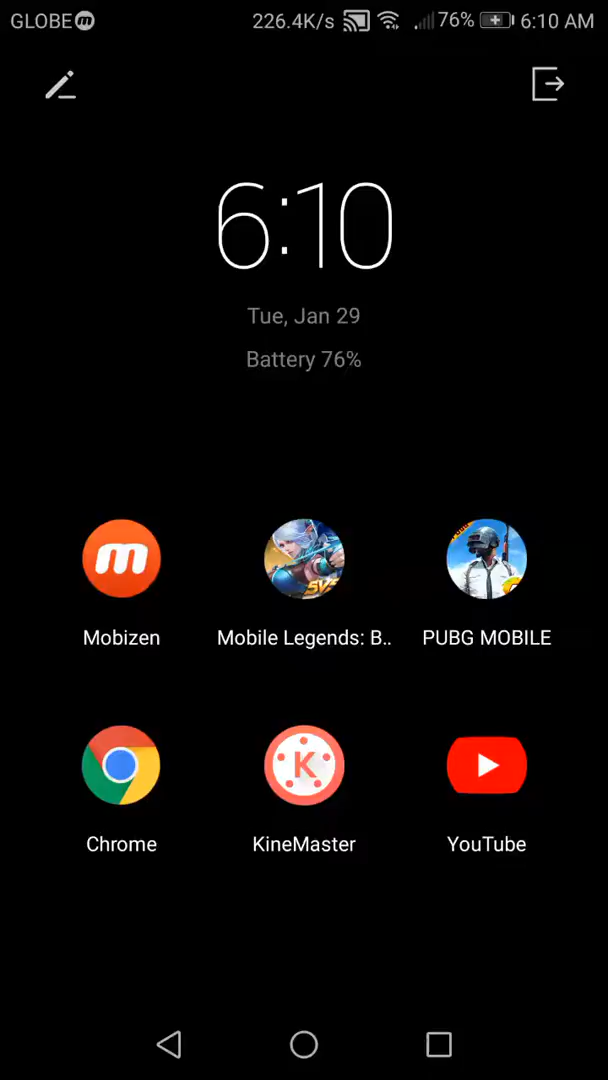 GLOBE 226.4K/s 76% 6:10 AM
6:10
Tue, Jan 29
Battery 76%
Mobizen
Mobile Legends: B..
PUBG MOBILE
Chrome
KineMaster
YouTube